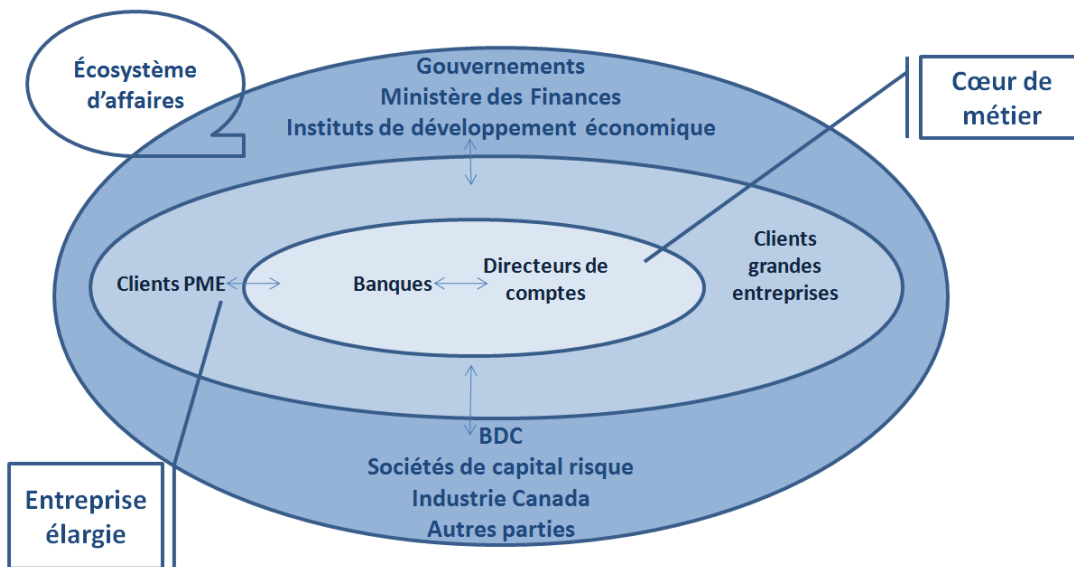 Écosystème
d'affaires
Gouvernements
Ministère des Finances
Instituts de développement économique
Cœur de
métier
Clients PME
Banques
Directeurs de
comptes
Clients
grandes
entreprises
BDC
Sociétés de capital risque
Industrie Canada
Autres parties
Entreprise
élargie